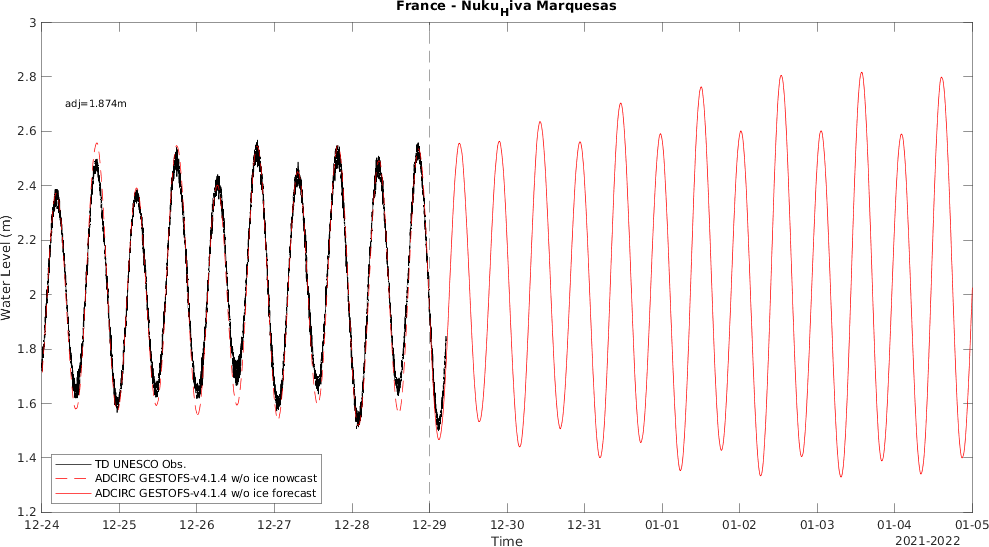 France - Nuku Hiva Marquesas
3
2.8
2.6
2.4
2.2
2
1.8
1.6
1.4
1.2
Water Level (m)
adj=1.874m
TD UNESCO Obs.
ADCIRC GESTOFS-v4.1.4 w/o ice nowcast
ADCIRC GESTOFS-v4.1.4 w/o ice forecast
12-24 12-25 12-26 12-27 12-28 12-29 12-30 12-31 01-01 01-02 01-03 01-04 01-05
Time
2021-2022